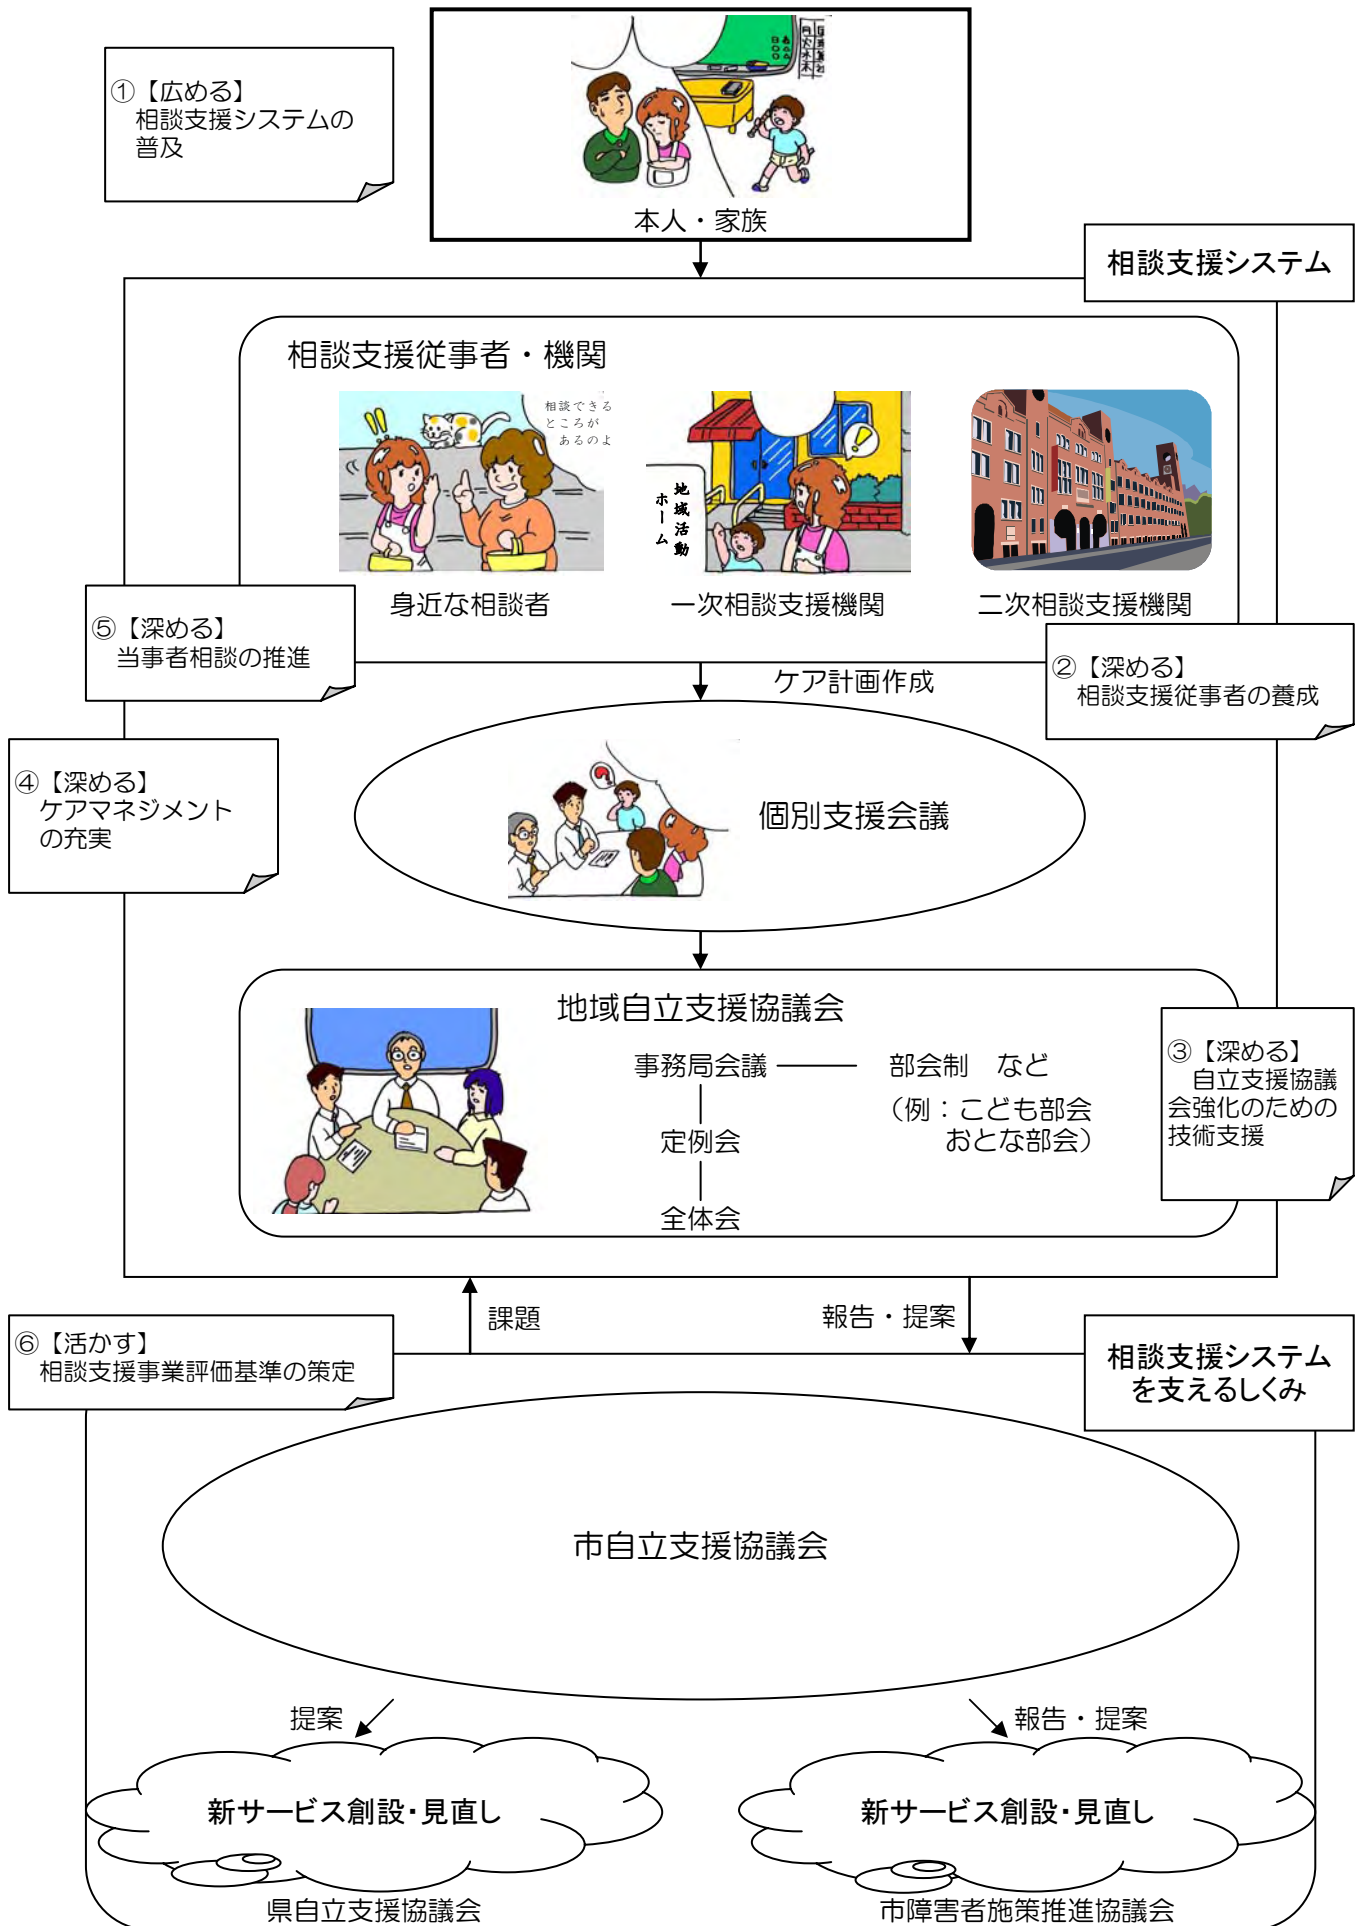 ①【広める】
相談支援システムの
普及
本人・家族
相談支援システム
相談支援従事者・機関
相談できる
ところが
あるのよ
地域活動
ホーム
身近な相談者
一次相談支援機関
二次相談支援機関
⑤【深める】
当事者相談の推進
②【深める】
相談支援従事者の養成
ケア計画作成
④【深める】
ケアマネジメント
の充実
個別支援会議
地域自立支援協議会
事務局会議
部会制　など
（例：こども部会
おとな部会）
定例会
全体会
③【深める】
自立支援協議
会強化のための
技術支援
課題
報告・提案
⑥【活かす】
相談支援事業評価基準の策定
相談支援システム
を支えるしくみ
市自立支援協議会
提案
報告・提案
新サービス創設・見直し
新サービス創設・見直し
県自立支援協議会
市障害者施策推進協議会